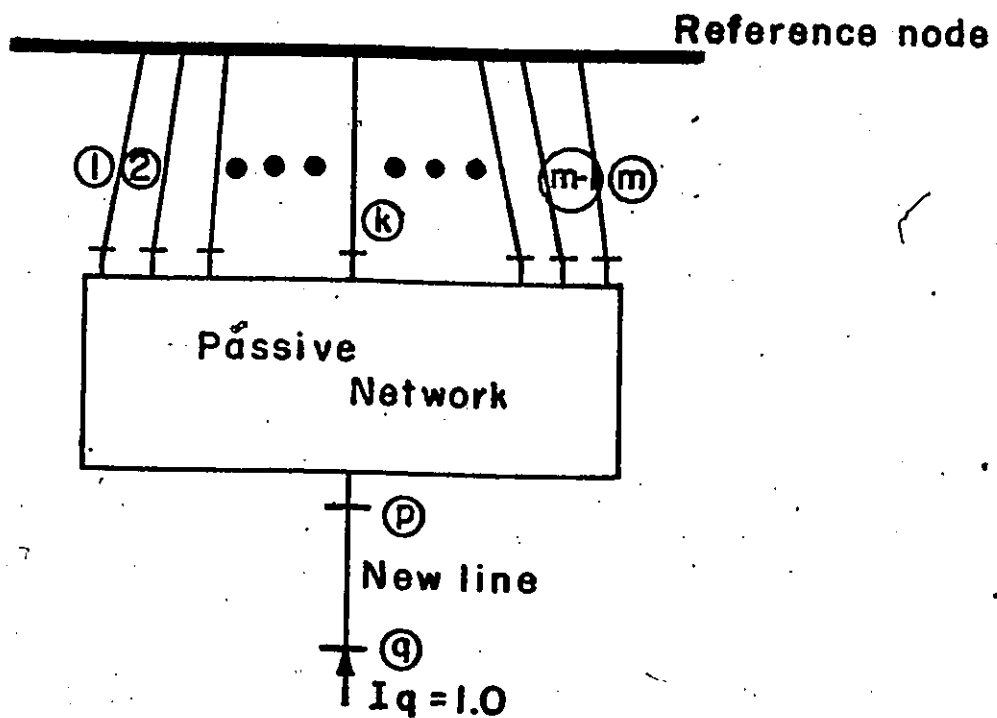 Reference node
1 2 m-1 m
k
Passive
Network
p
New line
q
Iq = 1.0